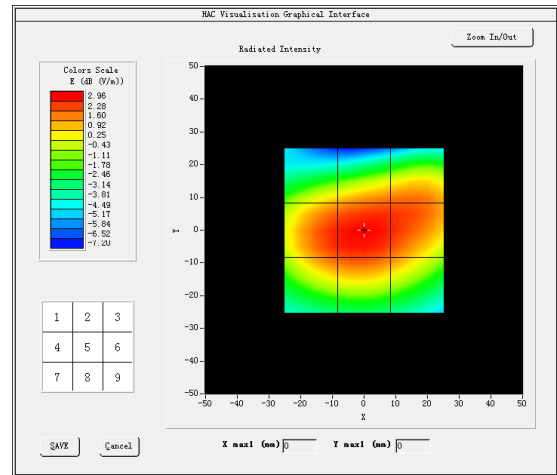 HAC Visualisation Graphical Interface
Zoom In/Out
Radiated Intensity
Colors Scale
E (dB (V/m))
2.96
2.28
1.60
0.92
0.25
-0.43
-1.11
-1.78
-2.46
-3.14
-3.81
-4.49
-5.17
-5.84
-6.52
-7.20
50
40
30
20
10
0
-10
-20
-30
-40
-50
Y
-50 -40 -30 -20 -10 0 10 20 30 40 50
X
1 2 3
4 5 6
7 8 9
SAVE Cancel
X max1 (mm) 0 Y max1 (mm) 0